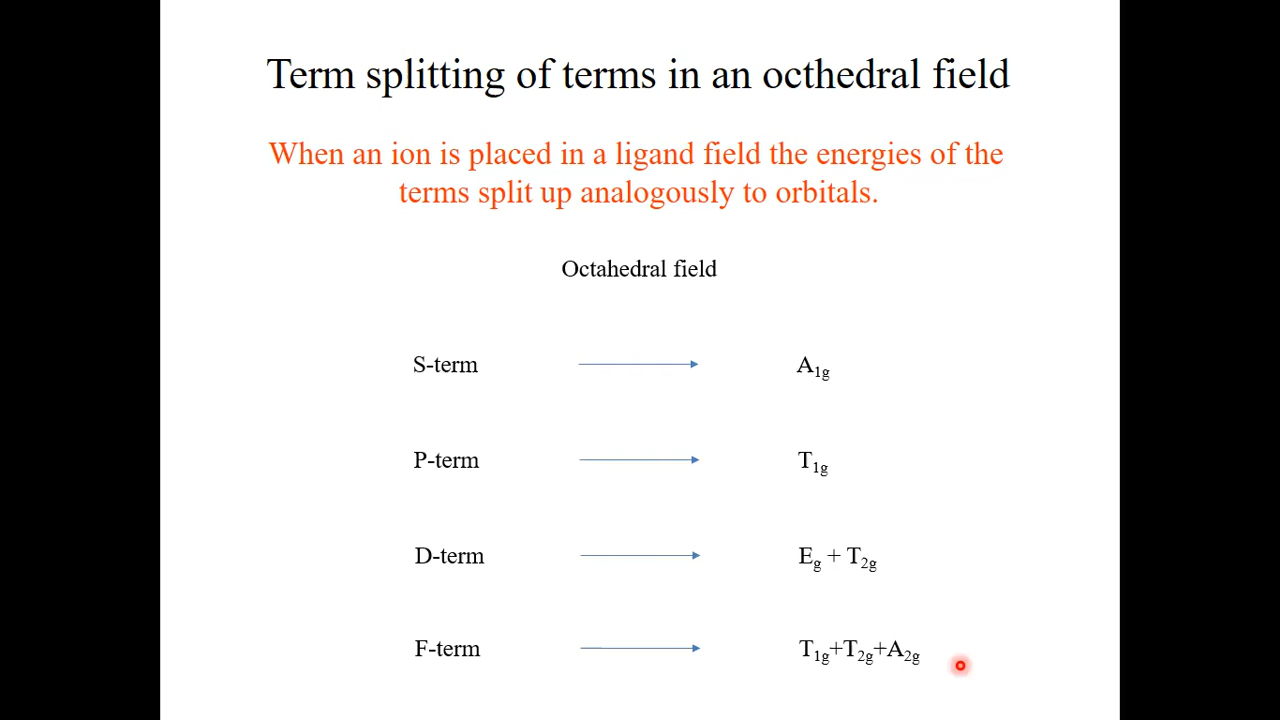 Term splitting of terms in an octhedral field
When an ion is placed in a ligand field the energies of the
terms split up analogously to orbitals.
Octahedral field
S-term A₁g
P-term T₁g
D-term Eg + T₂g
F-term T₁g+T₂g+A₂g